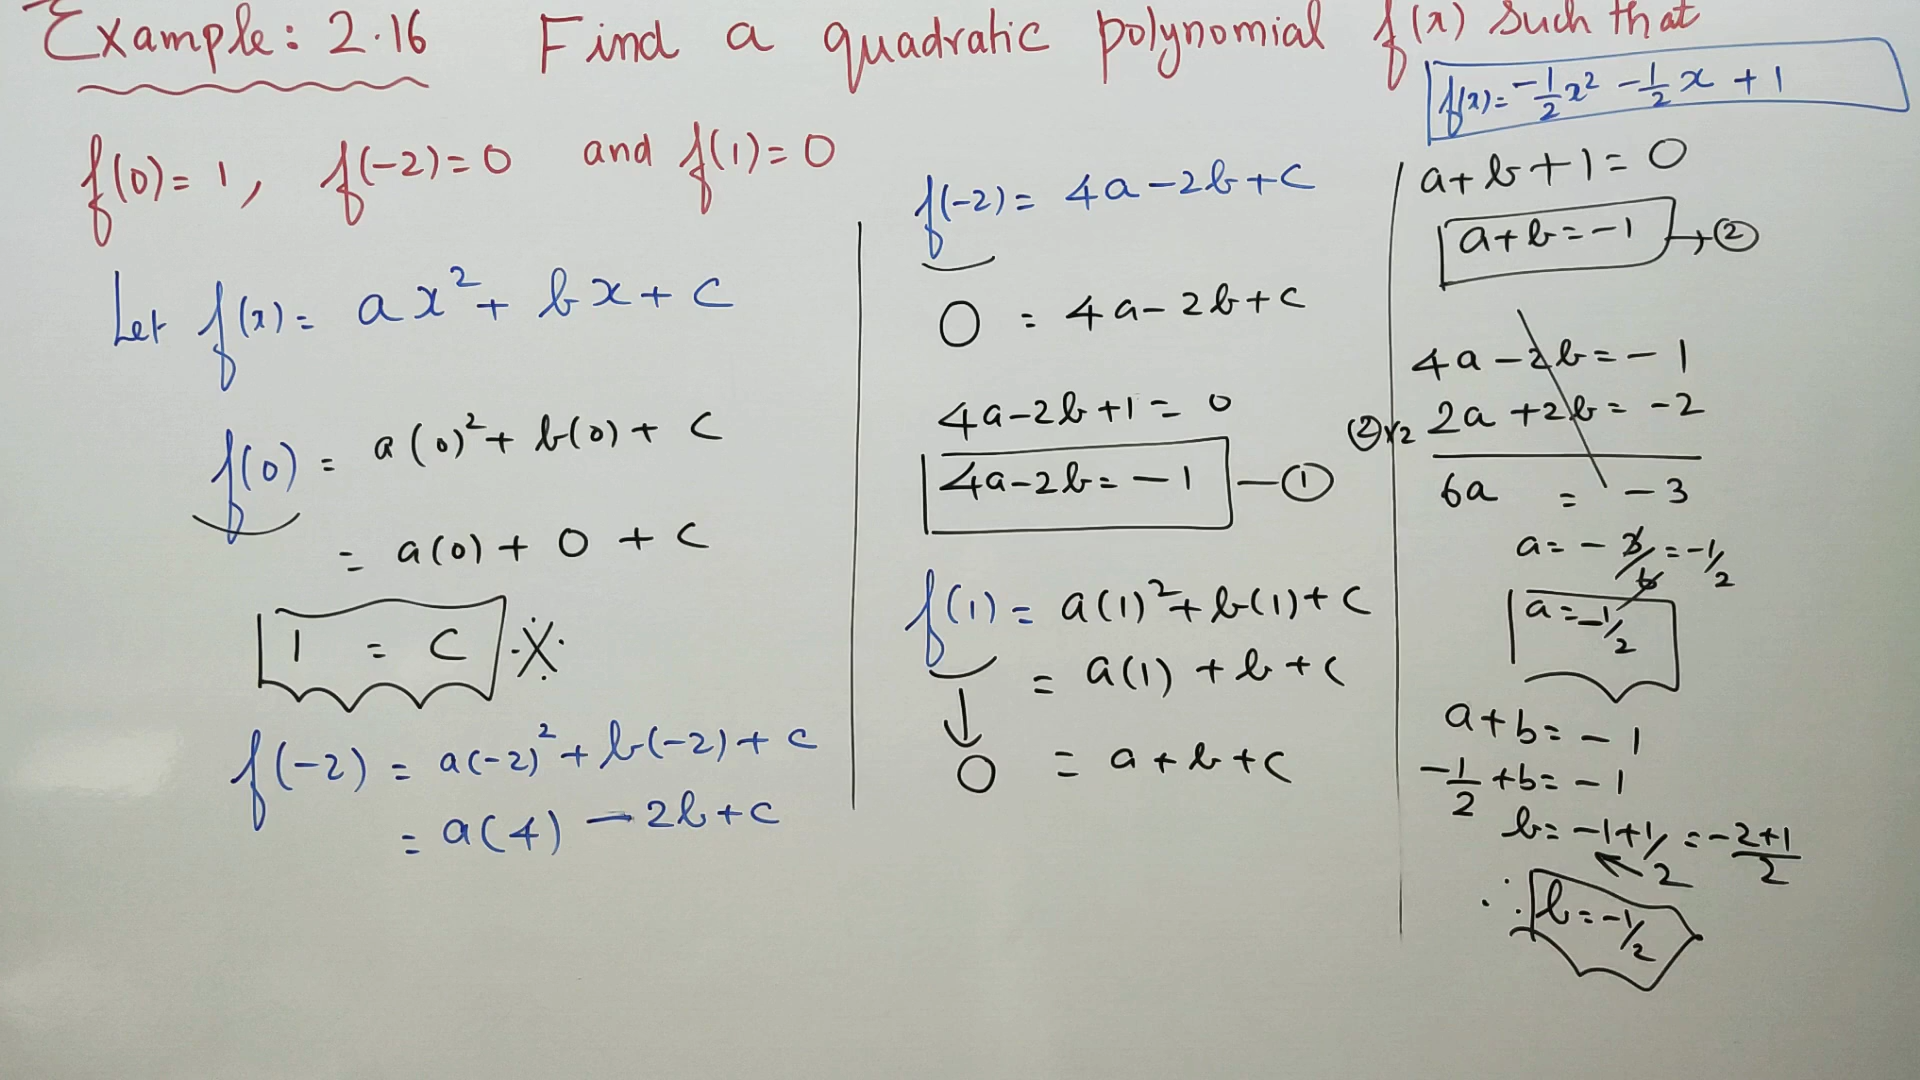 Example: 2.16 Find a quadratic polynomial f(x) such that
f(0) = 1, f(-2) = 0 and f(1) = 0
Let f(x) = ax² + bx + c
f(0) = a(0)² + b(0) + c
= a(0) + 0 + c
1 = c
f(-2) = a(-2)² + b(-2) + c
= a(4) - 2b + c
f(-2) = 4a - 2b + c
0 = 4a - 2b + c
4a - 2b + 1 = 0
4a - 2b = -1 — ①
f(1) = a(1)² + b(1) + c
= a(1) + b + c
↓
0 = a + b + c
f(x) = -1/2 x² - 1/2 x + 1
a + b + 1 = 0
a + b = -1 → ②
4a - 2b = -1
②x2 2a + 2b = -2
6a = -3
a = -3/6 = -1/2
a = -1/2
a + b = -1
-1/2 + b = -1
b = -1 + 1/2 = (-2+1)/2
∴ b = -1/2